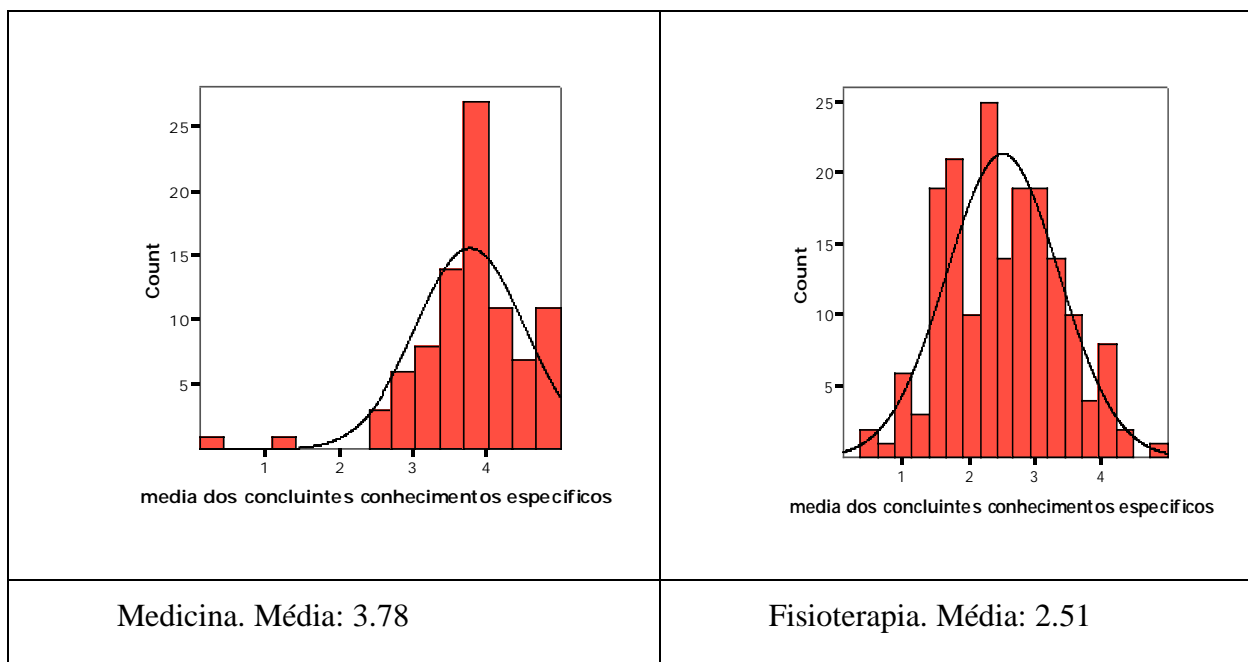 25
20
15
10
5
Count
1 2 3 4
media dos concluintes conhecimentos especificos
25
20
15
10
5
Count
1 2 3 4
media dos concluintes conhecimentos especificos
Medicina. Média: 3.78
Fisioterapia. Média: 2.51